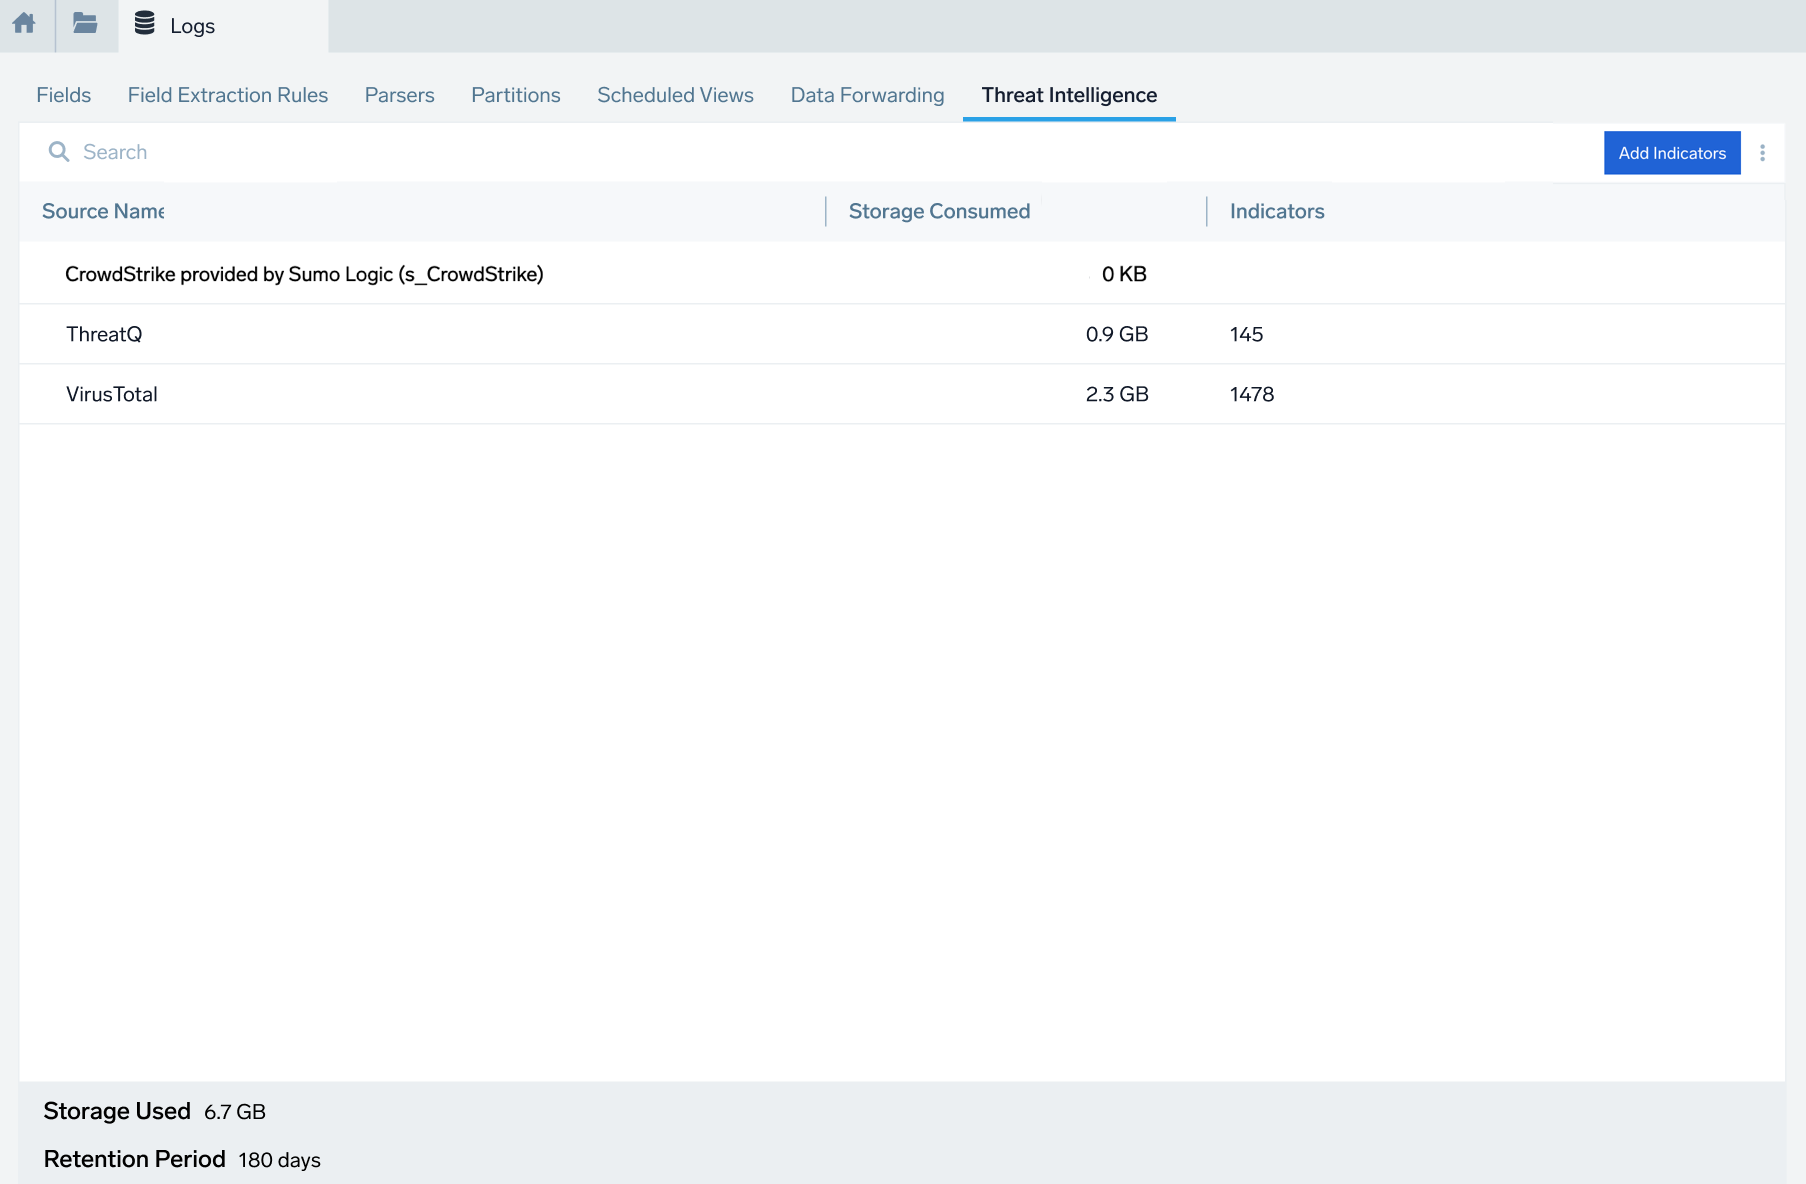 Logs
Fields Field Extraction Rules Parsers Partitions Scheduled Views Data Forwarding Threat Intelligence
Search Add Indicators
Source Name Storage Consumed Indicators
CrowdStrike provided by Sumo Logic (s_CrowdStrike) 0 KB
ThreatQ 0.9 GB 145
VirusTotal 2.3 GB 1478
Storage Used 6.7 GB
Retention Period 180 days